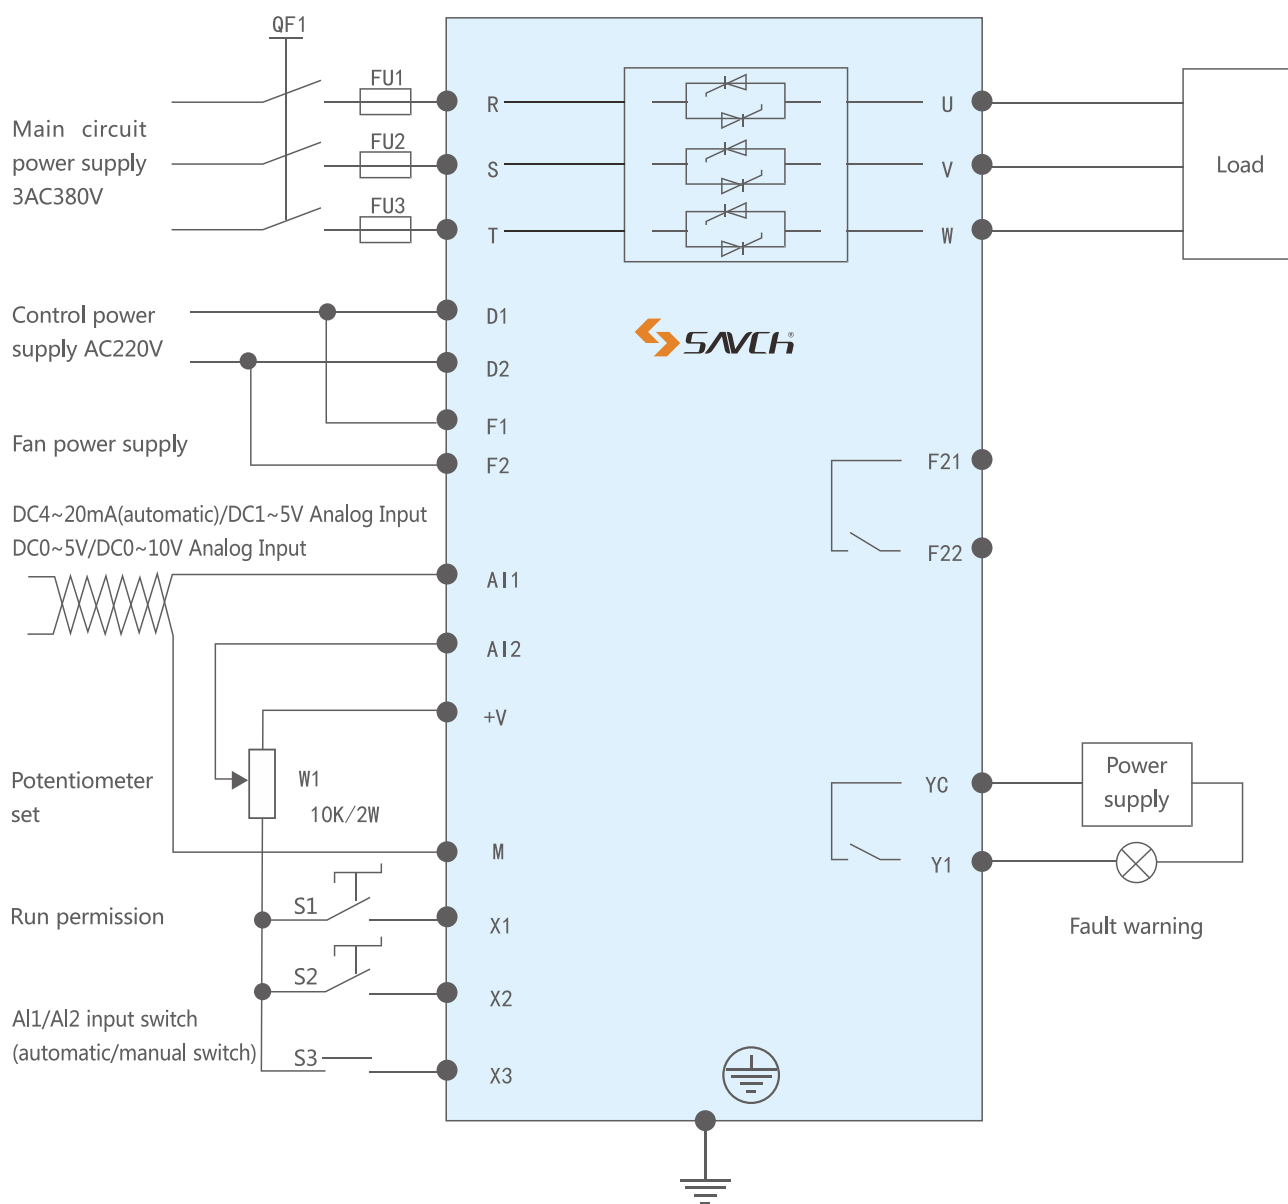 QF1
FU1
FU2
FU3
Main circuit
power supply
3AC380V
R
S
T
U
V
W
Load
Control power
supply AC220V
D1
D2
SAVCH®
Fan power supply
F1
F2
F21
F22
DC4~20mA(automatic)/DC1~5V Analog Input
DC0~5V/DC0~10V Analog Input
AI1
AI2
+V
Potentiometer
set
W1
10K/2W
M
YC
Y1
Power
supply
Fault warning
Run permission
S1
X1
S2
X2
AI1/AI2 input switch
(automatic/manual switch)
S3
X3